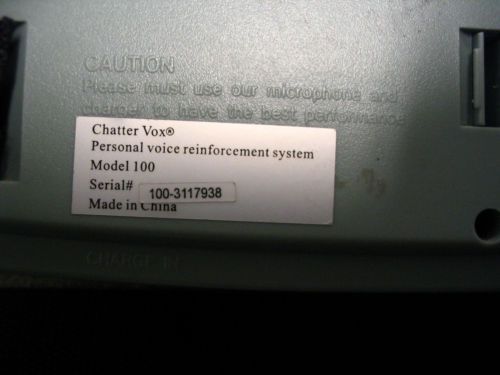 CAUTION
Please must use our microphone and
charger to have the best performance
Chatter Vox®
Personal voice reinforcement system
Model 100
Serial# 100-3117938
Made in China
CHARGE IN